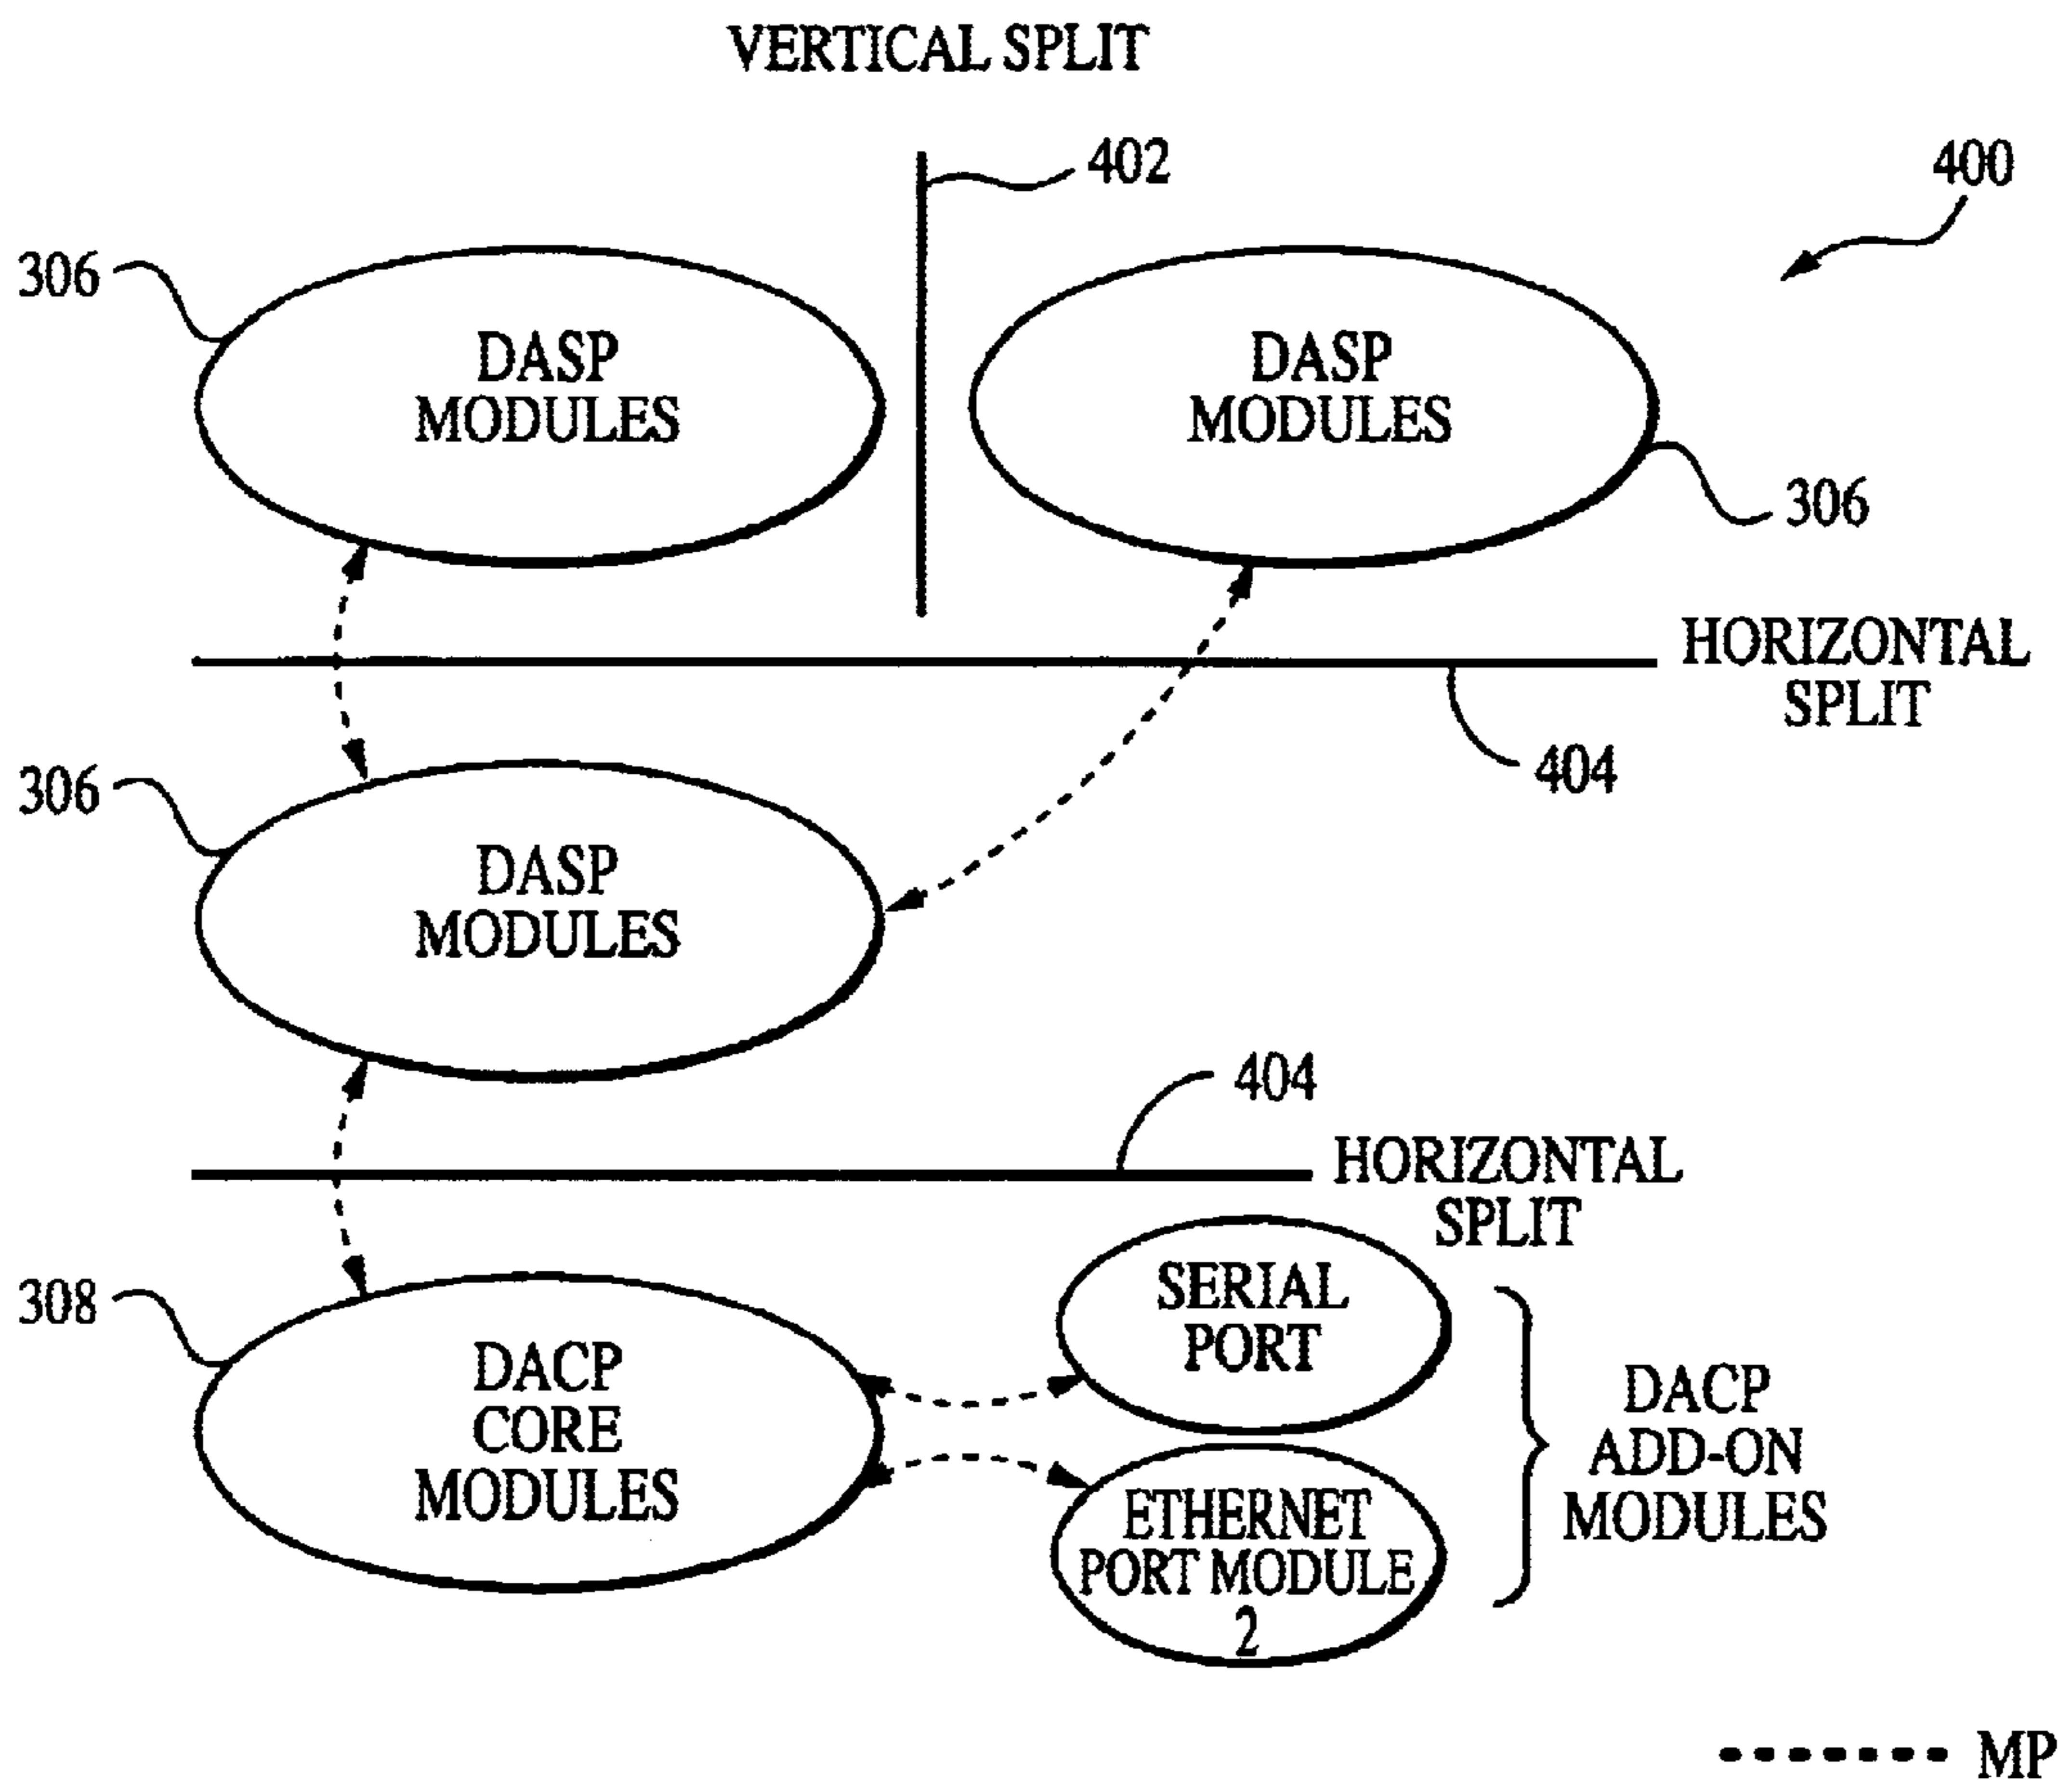 VERTICAL SPLIT
402
400
306
DASP
MODULES
DASP
MODULES
306
HORIZONTAL
SPLIT
404
306
DASP
MODULES
404
HORIZONTAL
SPLIT
308
DACP
CORE
MODULES
SERIAL
PORT
ETHERNET
PORT MODULE
2
DACP
ADD-ON
MODULES
MP